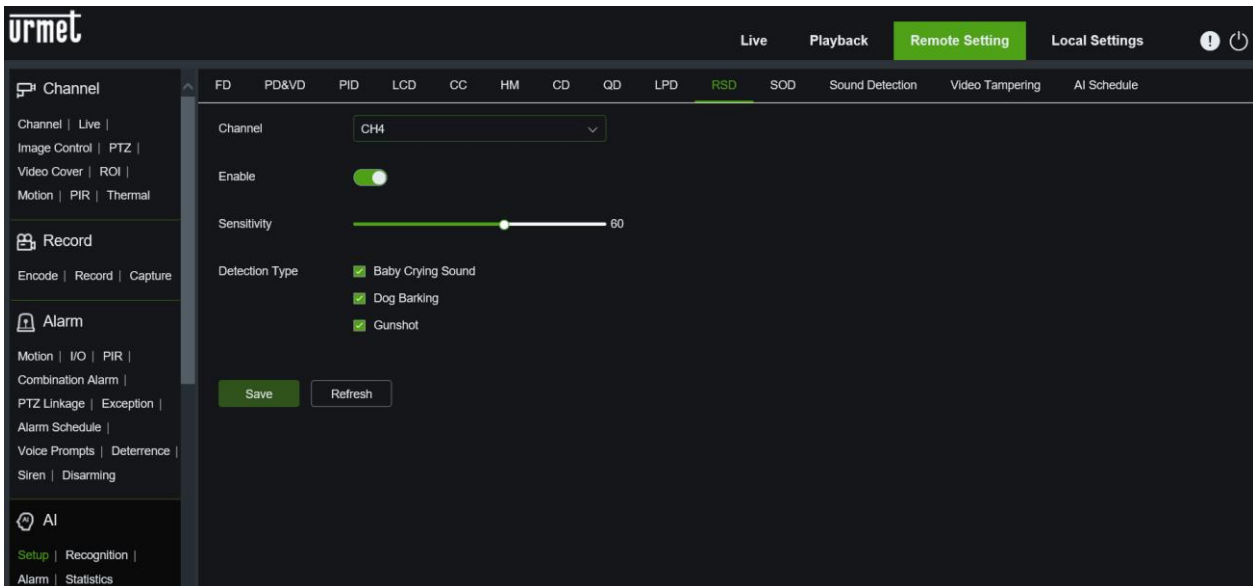 urmet
Live Playback Remote Setting Local Settings
Channel
Channel | Live |
Image Control | PTZ |
Video Cover | ROI |
Motion | PIR | Thermal
Record
Encode | Record | Capture
Alarm
Motion | I/O | PIR |
Combination Alarm |
PTZ Linkage | Exception |
Alarm Schedule |
Voice Prompts | Deterrence |
Siren | Disarming
AI
Setup | Recognition |
Alarm | Statistics
FD PD&VD PID LCD CC HM CD QD LPD RSD SOD Sound Detection Video Tampering AI Schedule
Channel CH4
Enable
Sensitivity 60
Detection Type Baby Crying Sound
Dog Barking
Gunshot
Save Refresh